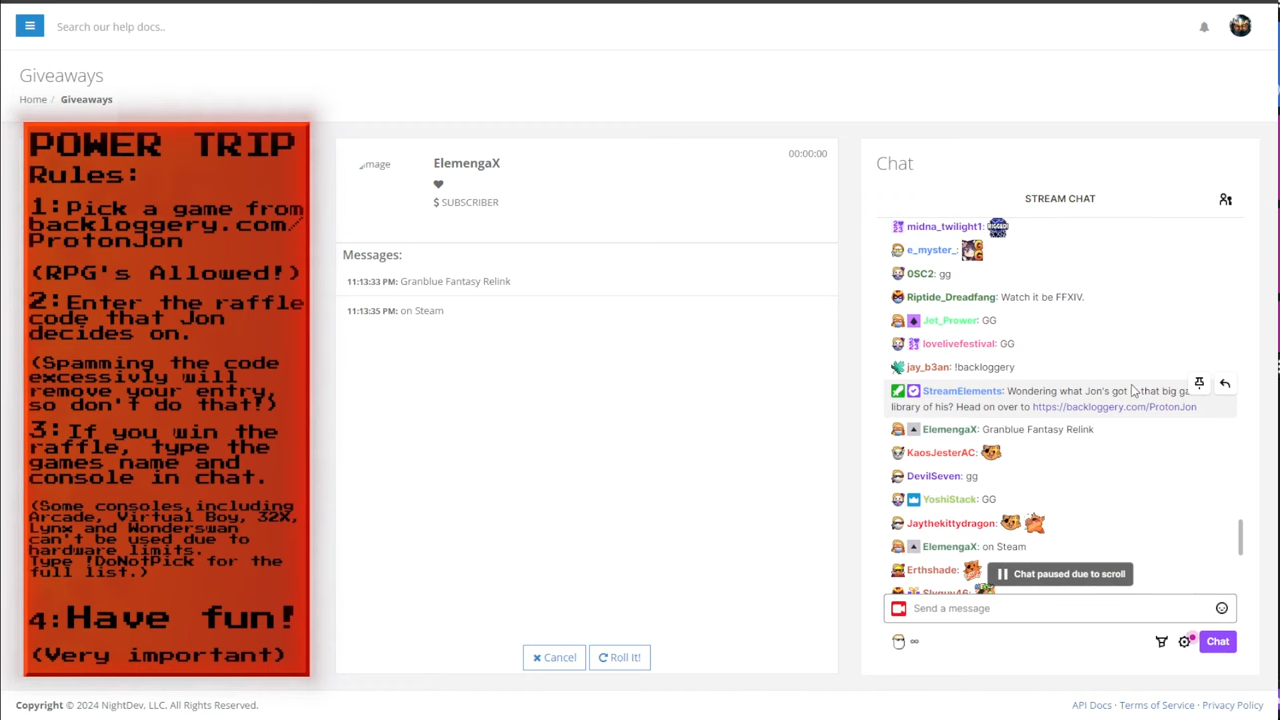 Search our help docs..
Giveaways
Home / Giveaways
POWER TRIP
Rules:
1:Pick a game from
backloggery.com/
ProtonJon
(RPG's Allowed!)
2:Enter the raffle
code that Jon
decides on.
(Spamming the code
excessivly will
remove your entry,
so don't do that!)
3:If you win the
raffle, type the
games name and
console in chat.
(Some consoles,including
Arcade, Virtual Boy, 32X,
Lynx and Wonderswan
can't be used due to
hardware limits.
Type !DoNotPick for the
full list.)
4:Have fun!
(Very important)
mage
ElemengaX
00:00:00
$ SUBSCRIBER
Messages:
11:13:33 PM: Granblue Fantasy Relink
11:13:35 PM: on Steam
Cancel
Roll It!
Chat
STREAM CHAT
midna_twilight1:
e_myster_:
0SC2: gg
Riptide_Dreadfang: Watch it be FFXIV.
Jet_Prower: GG
lovelivefestival: GG
jay_b3an: !backloggery
StreamElements: Wondering what Jon's got that big ga
library of his? Head on over to https://backloggery.com/ProtonJon
ElemengaX: Granblue Fantasy Relink
KaosJesterAC:
DevilSeven: gg
YoshiStack: GG
Jaythekittydragon:
ElemengaX: on Steam
Erthshade:
Chat paused due to scroll
Send a message
Chat
Copyright © 2024 NightDev, LLC. All Rights Reserved.
API Docs · Terms of Service · Privacy Policy